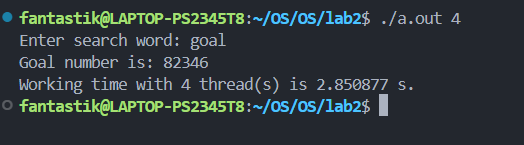 fantastik@LAPTOP-PS2345T8:~/OS/OS/lab2$ ./a.out 4
Enter search word: goal
Goal number is: 82346
Working time with 4 thread(s) is 2.850877 s.
fantastik@LAPTOP-PS2345T8:~/OS/OS/lab2$